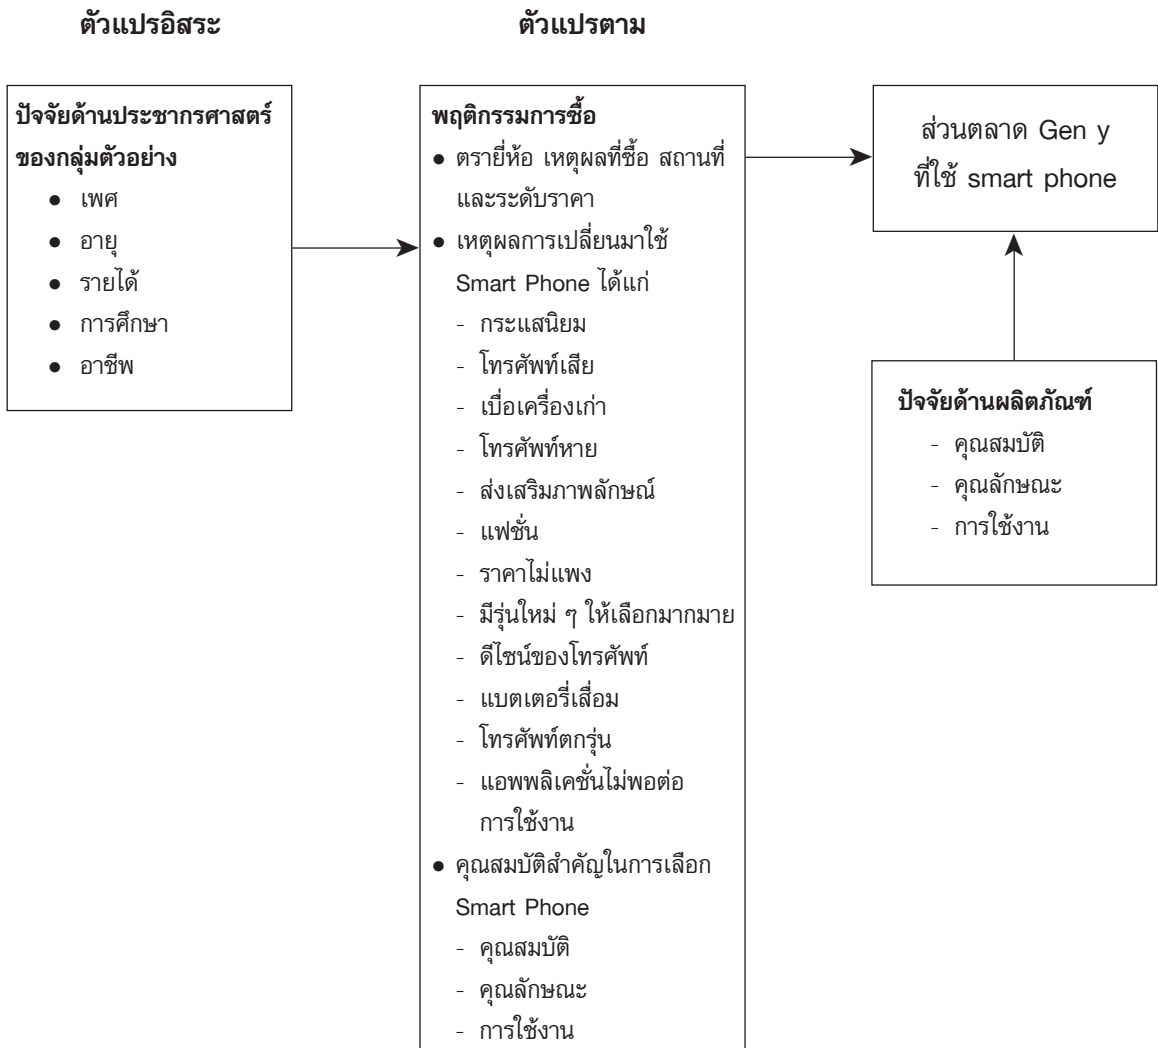 ตัวแปรอิสระ
ตัวแปรตาม
ปัจจัยด้านประชากรศาสตร์
ของกลุ่มตัวอย่าง
● เพศ
● อายุ
● รายได้
● การศึกษา
● อาชีพ
พฤติกรรมการซื้อ
● ตรายี่ห้อ เหตุผลที่ซื้อ สถานที่
และระดับราคา
● เหตุผลการเปลี่ยนมาใช้
Smart Phone ได้แก่
- กระแสนิยม
- โทรศัพท์เสีย
- เบื่อเครื่องเก่า
- โทรศัพท์หาย
- ส่งเสริมภาพลักษณ์
- แฟชั่น
- ราคาไม่แพง
- มีรุ่นใหม่ ๆ ให้เลือกมากมาย
- ดีไซน์ของโทรศัพท์
- แบตเตอรี่เสื่อม
- โทรศัพท์ตกรุ่น
- แอพพลิเคชั่นไม่พอต่อ
การใช้งาน
● คุณสมบัติสำคัญในการเลือก
Smart Phone
- คุณสมบัติ
- คุณลักษณะ
- การใช้งาน
ส่วนตลาด Gen y
ที่ใช้ smart phone
ปัจจัยด้านผลิตภัณฑ์
- คุณสมบัติ
- คุณลักษณะ
- การใช้งาน